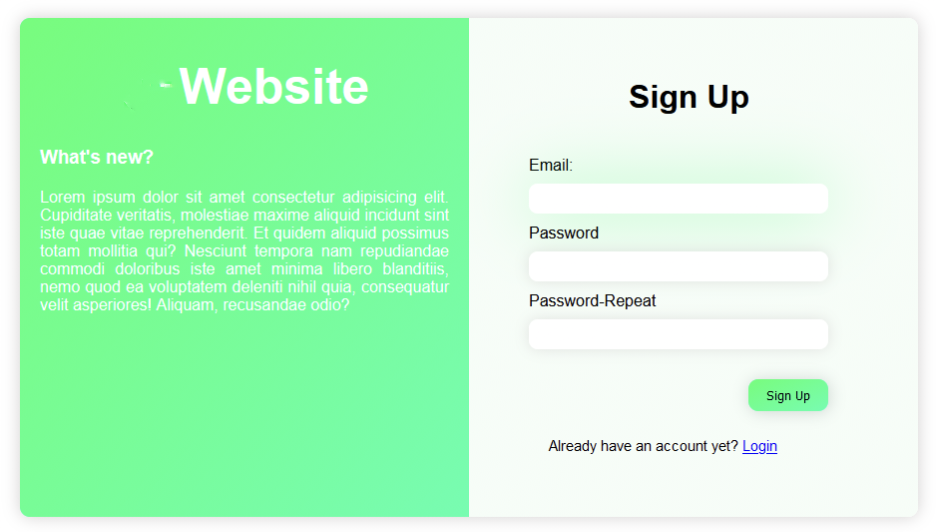 Website
What's new?
Lorem ipsum dolor sit amet consectetur adipisicing elit.
Cupiditate veritatis, molestiae maxime aliquid incidunt sint
iste quae vitae reprehenderit. Et quidem aliquid possimus
totam mollitia qui? Nesciunt tempora nam repudiandae
commodi doloribus iste amet minima libero blanditiis,
nemo quod ea voluptatem deleniti nihil quia, consequatur
velit asperiores! Aliquam, recusandae odio?
Sign Up
Email:
Password
Password-Repeat
Sign Up
Already have an account yet? Login